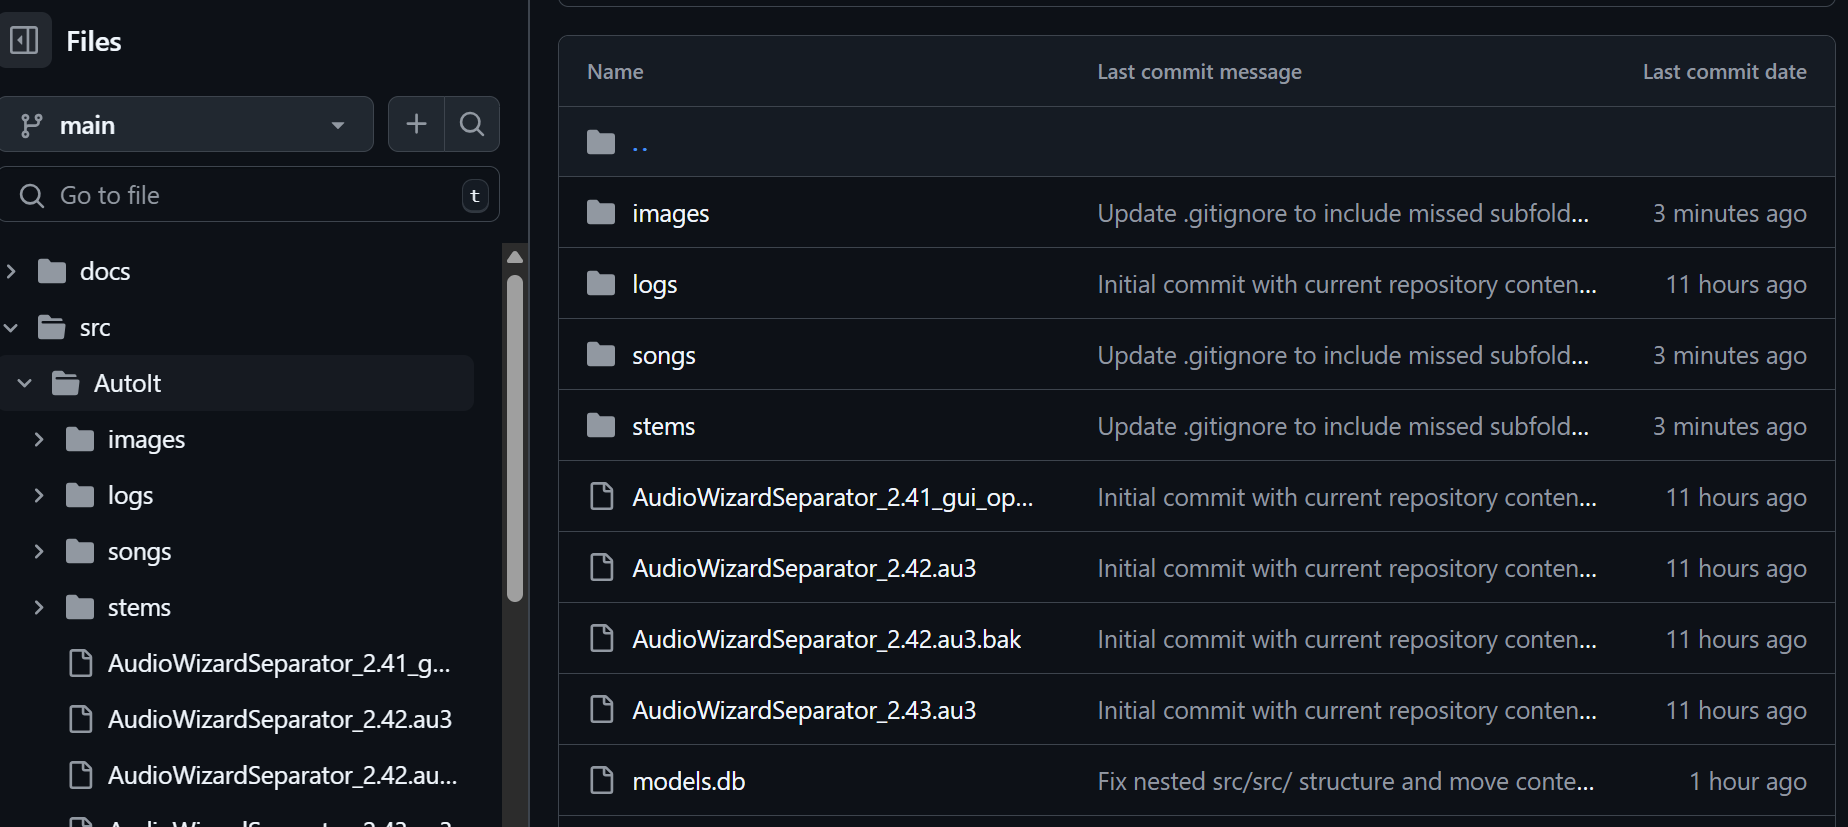 Files
main
Go to file
t
docs
src
AutoIt
images
logs
songs
stems
AudioWizardSeparator_2.41_g...
AudioWizardSeparator_2.42.au3
AudioWizardSeparator_2.42.au...
Name Last commit message Last commit date
..
images Update .gitignore to include missed subfold... 3 minutes ago
logs Initial commit with current repository conten... 11 hours ago
songs Update .gitignore to include missed subfold... 3 minutes ago
stems Update .gitignore to include missed subfold... 3 minutes ago
AudioWizardSeparator_2.41_gui_op... Initial commit with current repository conten... 11 hours ago
AudioWizardSeparator_2.42.au3 Initial commit with current repository conten... 11 hours ago
AudioWizardSeparator_2.42.au3.bak Initial commit with current repository conten... 11 hours ago
AudioWizardSeparator_2.43.au3 Initial commit with current repository conten... 11 hours ago
models.db Fix nested src/src/ structure and move conte... 1 hour ago